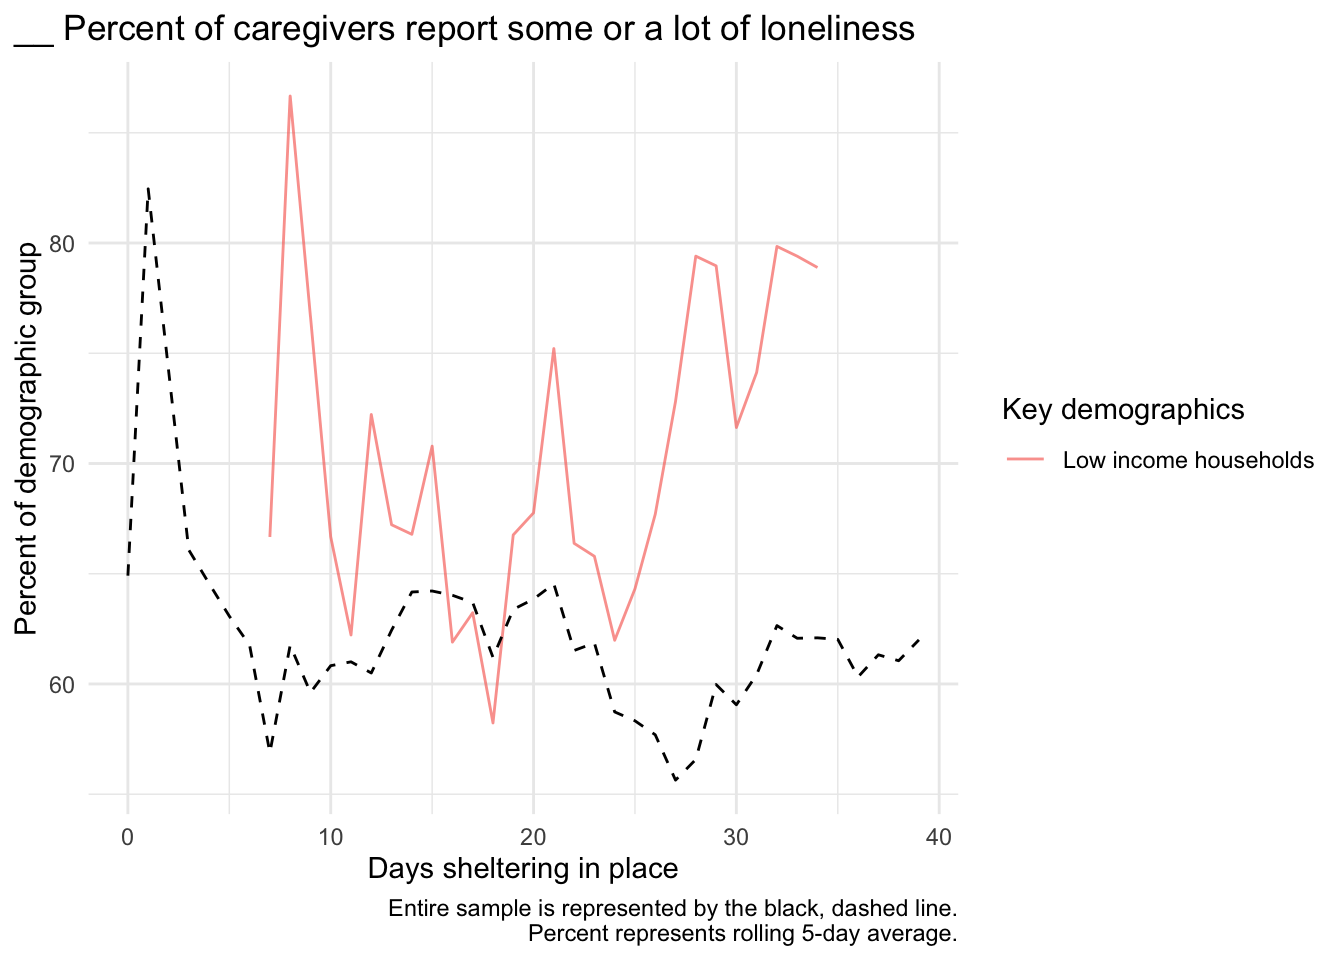 __ Percent of caregivers report some or a lot of loneliness
Percent of demographic group
80
70
60
0 10 20 30 40
Days sheltering in place
Key demographics
Low income households
Entire sample is represented by the black, dashed line.
Percent represents rolling 5-day average.